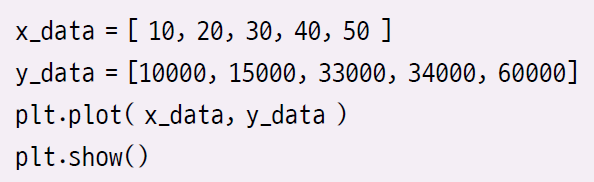 x_data = [ 10, 20, 30, 40, 50 ]
y_data = [10000, 15000, 33000, 34000, 60000]
plt.plot( x_data, y_data )
plt.show()